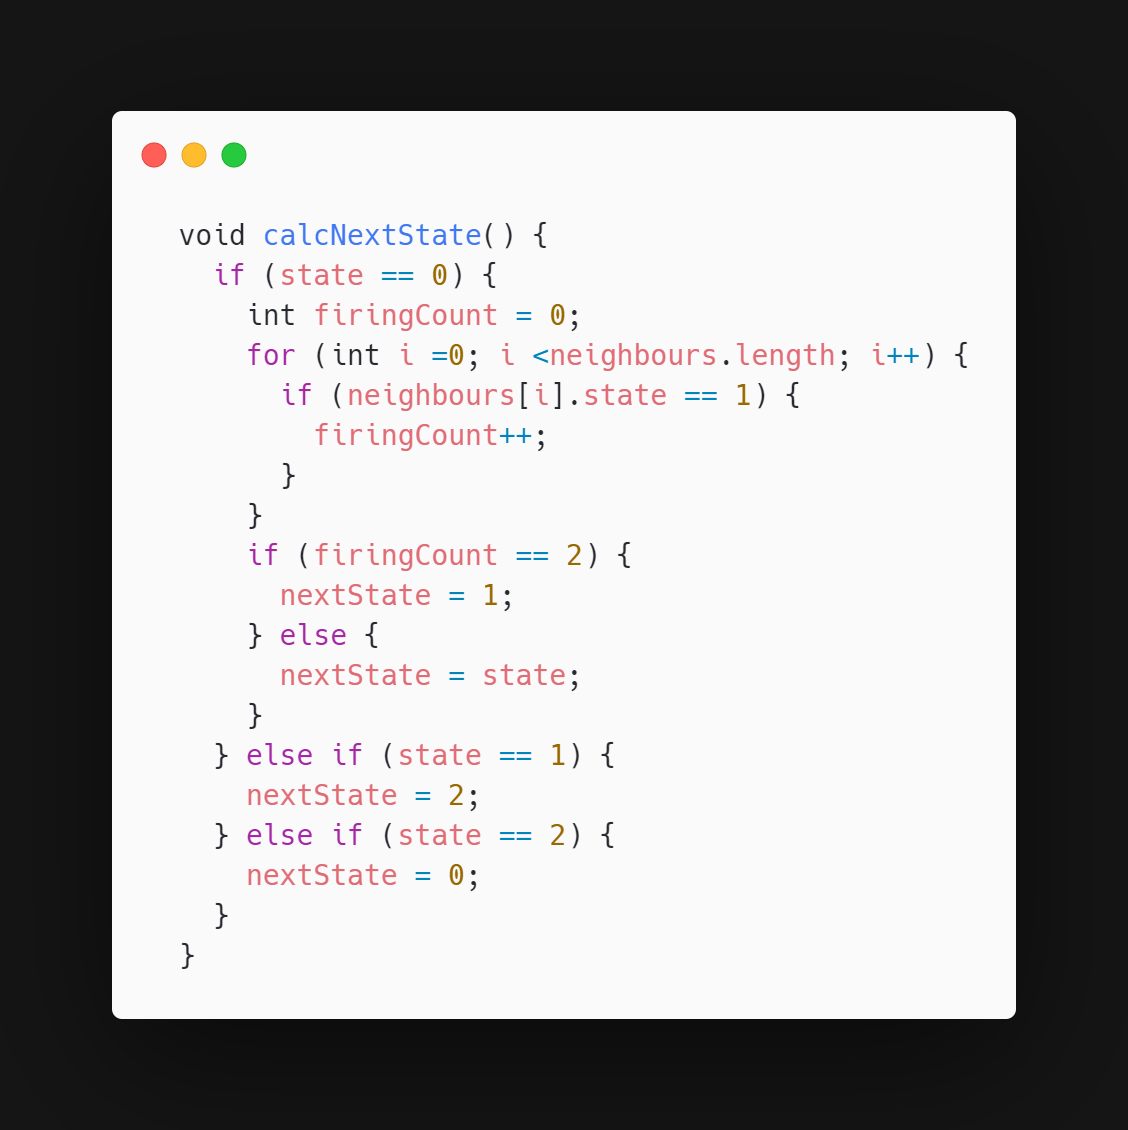 void calcNextState() {
  if (state == 0) {
    int firingCount = 0;
    for (int i =0; i <neighbours.length; i++) {
      if (neighbours[i].state == 1) {
        firingCount++;
      }
    }
    if (firingCount == 2) {
      nextState = 1;
    } else {
      nextState = state;
    }
  } else if (state == 1) {
    nextState = 2;
  } else if (state == 2) {
    nextState = 0;
  }
}